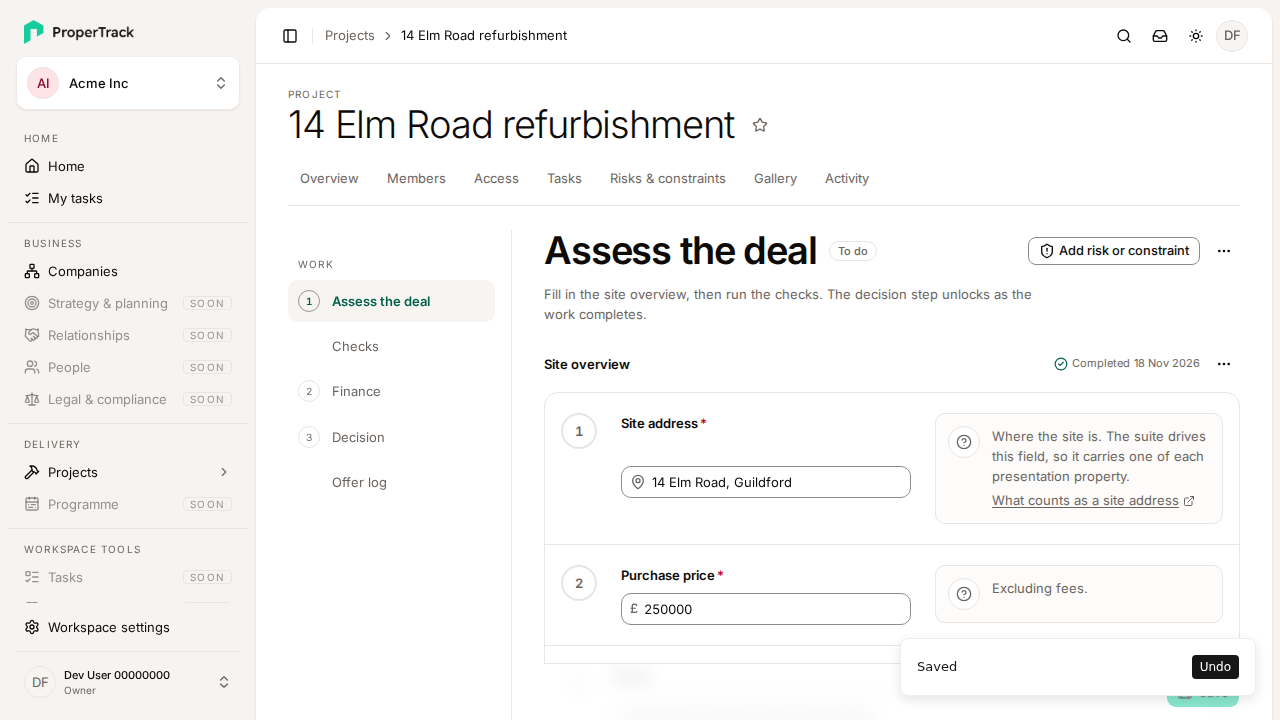 ProperTrack
AI
Acme Inc
HOME
Home
My tasks
BUSINESS
Companies
Strategy & planning SOON
Relationships SOON
People SOON
Legal & compliance SOON
DELIVERY
Projects
Programme SOON
WORKSPACE TOOLS
Tasks SOON
Workspace settings
DF
Dev User 00000000
Owner
Projects > 14 Elm Road refurbishment
DF
PROJECT
14 Elm Road refurbishment
Overview Members Access Tasks Risks & constraints Gallery Activity
WORK
1 Assess the deal
Checks
2 Finance
3 Decision
Offer log
Assess the deal To do
Add risk or constraint
Fill in the site overview, then run the checks. The decision step unlocks as the
work completes.
Site overview
Completed 18 Nov 2026
1
Site address *
14 Elm Road, Guildford
Where the site is. The suite drives
this field, so it carries one of each
presentation property.
What counts as a site address
2
Purchase price *
£ 250000
Excluding fees.
Saved
Undo